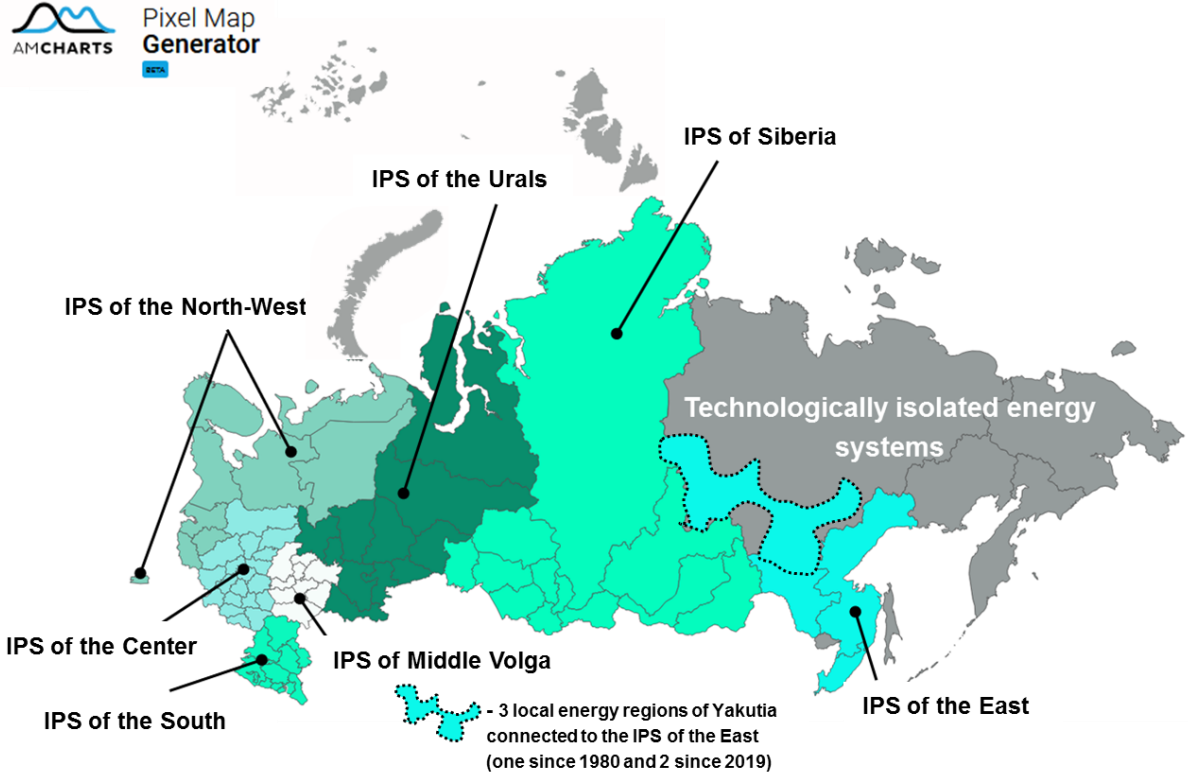 AMCHARTS
Pixel Map
Generator
BETA
IPS of Siberia
IPS of the Urals
IPS of the North-West
Technologically isolated energy
systems
IPS of the Center
IPS of Middle Volga
IPS of the South
IPS of the East
- 3 local energy regions of Yakutia
connected to the IPS of the East
(one since 1980 and 2 since 2019)